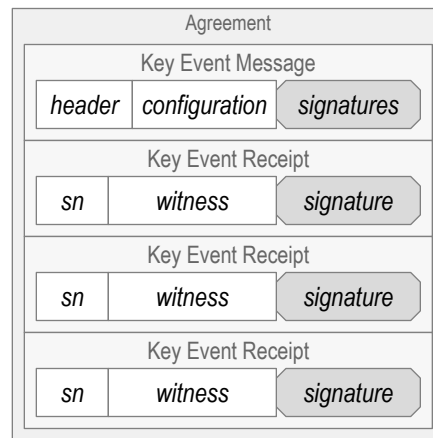 Agreement
Key Event Message
header configuration signatures
Key Event Receipt
sn witness signature
Key Event Receipt
sn witness signature
Key Event Receipt
sn witness signature